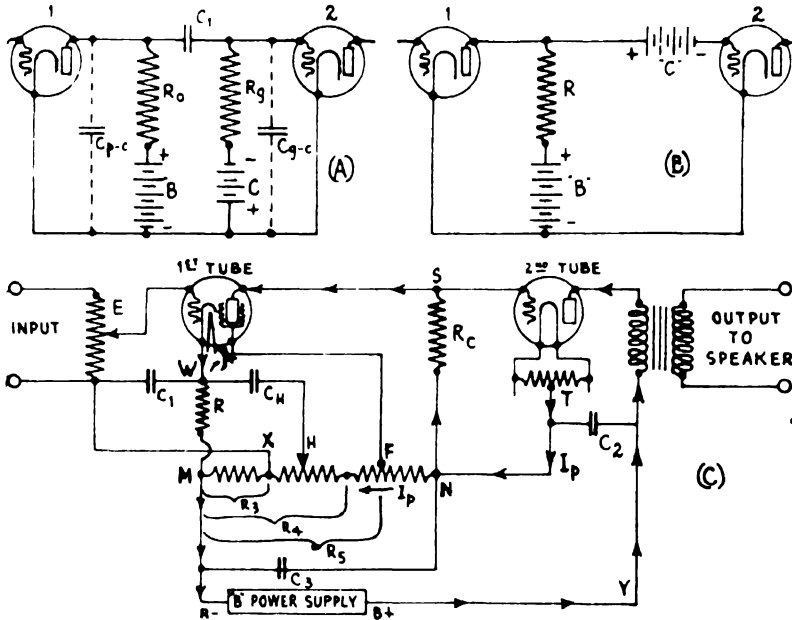 1 C1 2
Ro Rg
Cp-c Cg-c
+ -
B C
- +
(A)
1 2
+ "C" -
R
+
"B"
-
(B)
1ST TUBE S 2ND TUBE
E
INPUT
RC
OUTPUT
TO
SPEAKER
W
C1 R CH
T
C2
X H F
M N
Ip Ip
(C)
R3
R4
R5
C3
Y
"B" POWER SUPPLY
B- B+